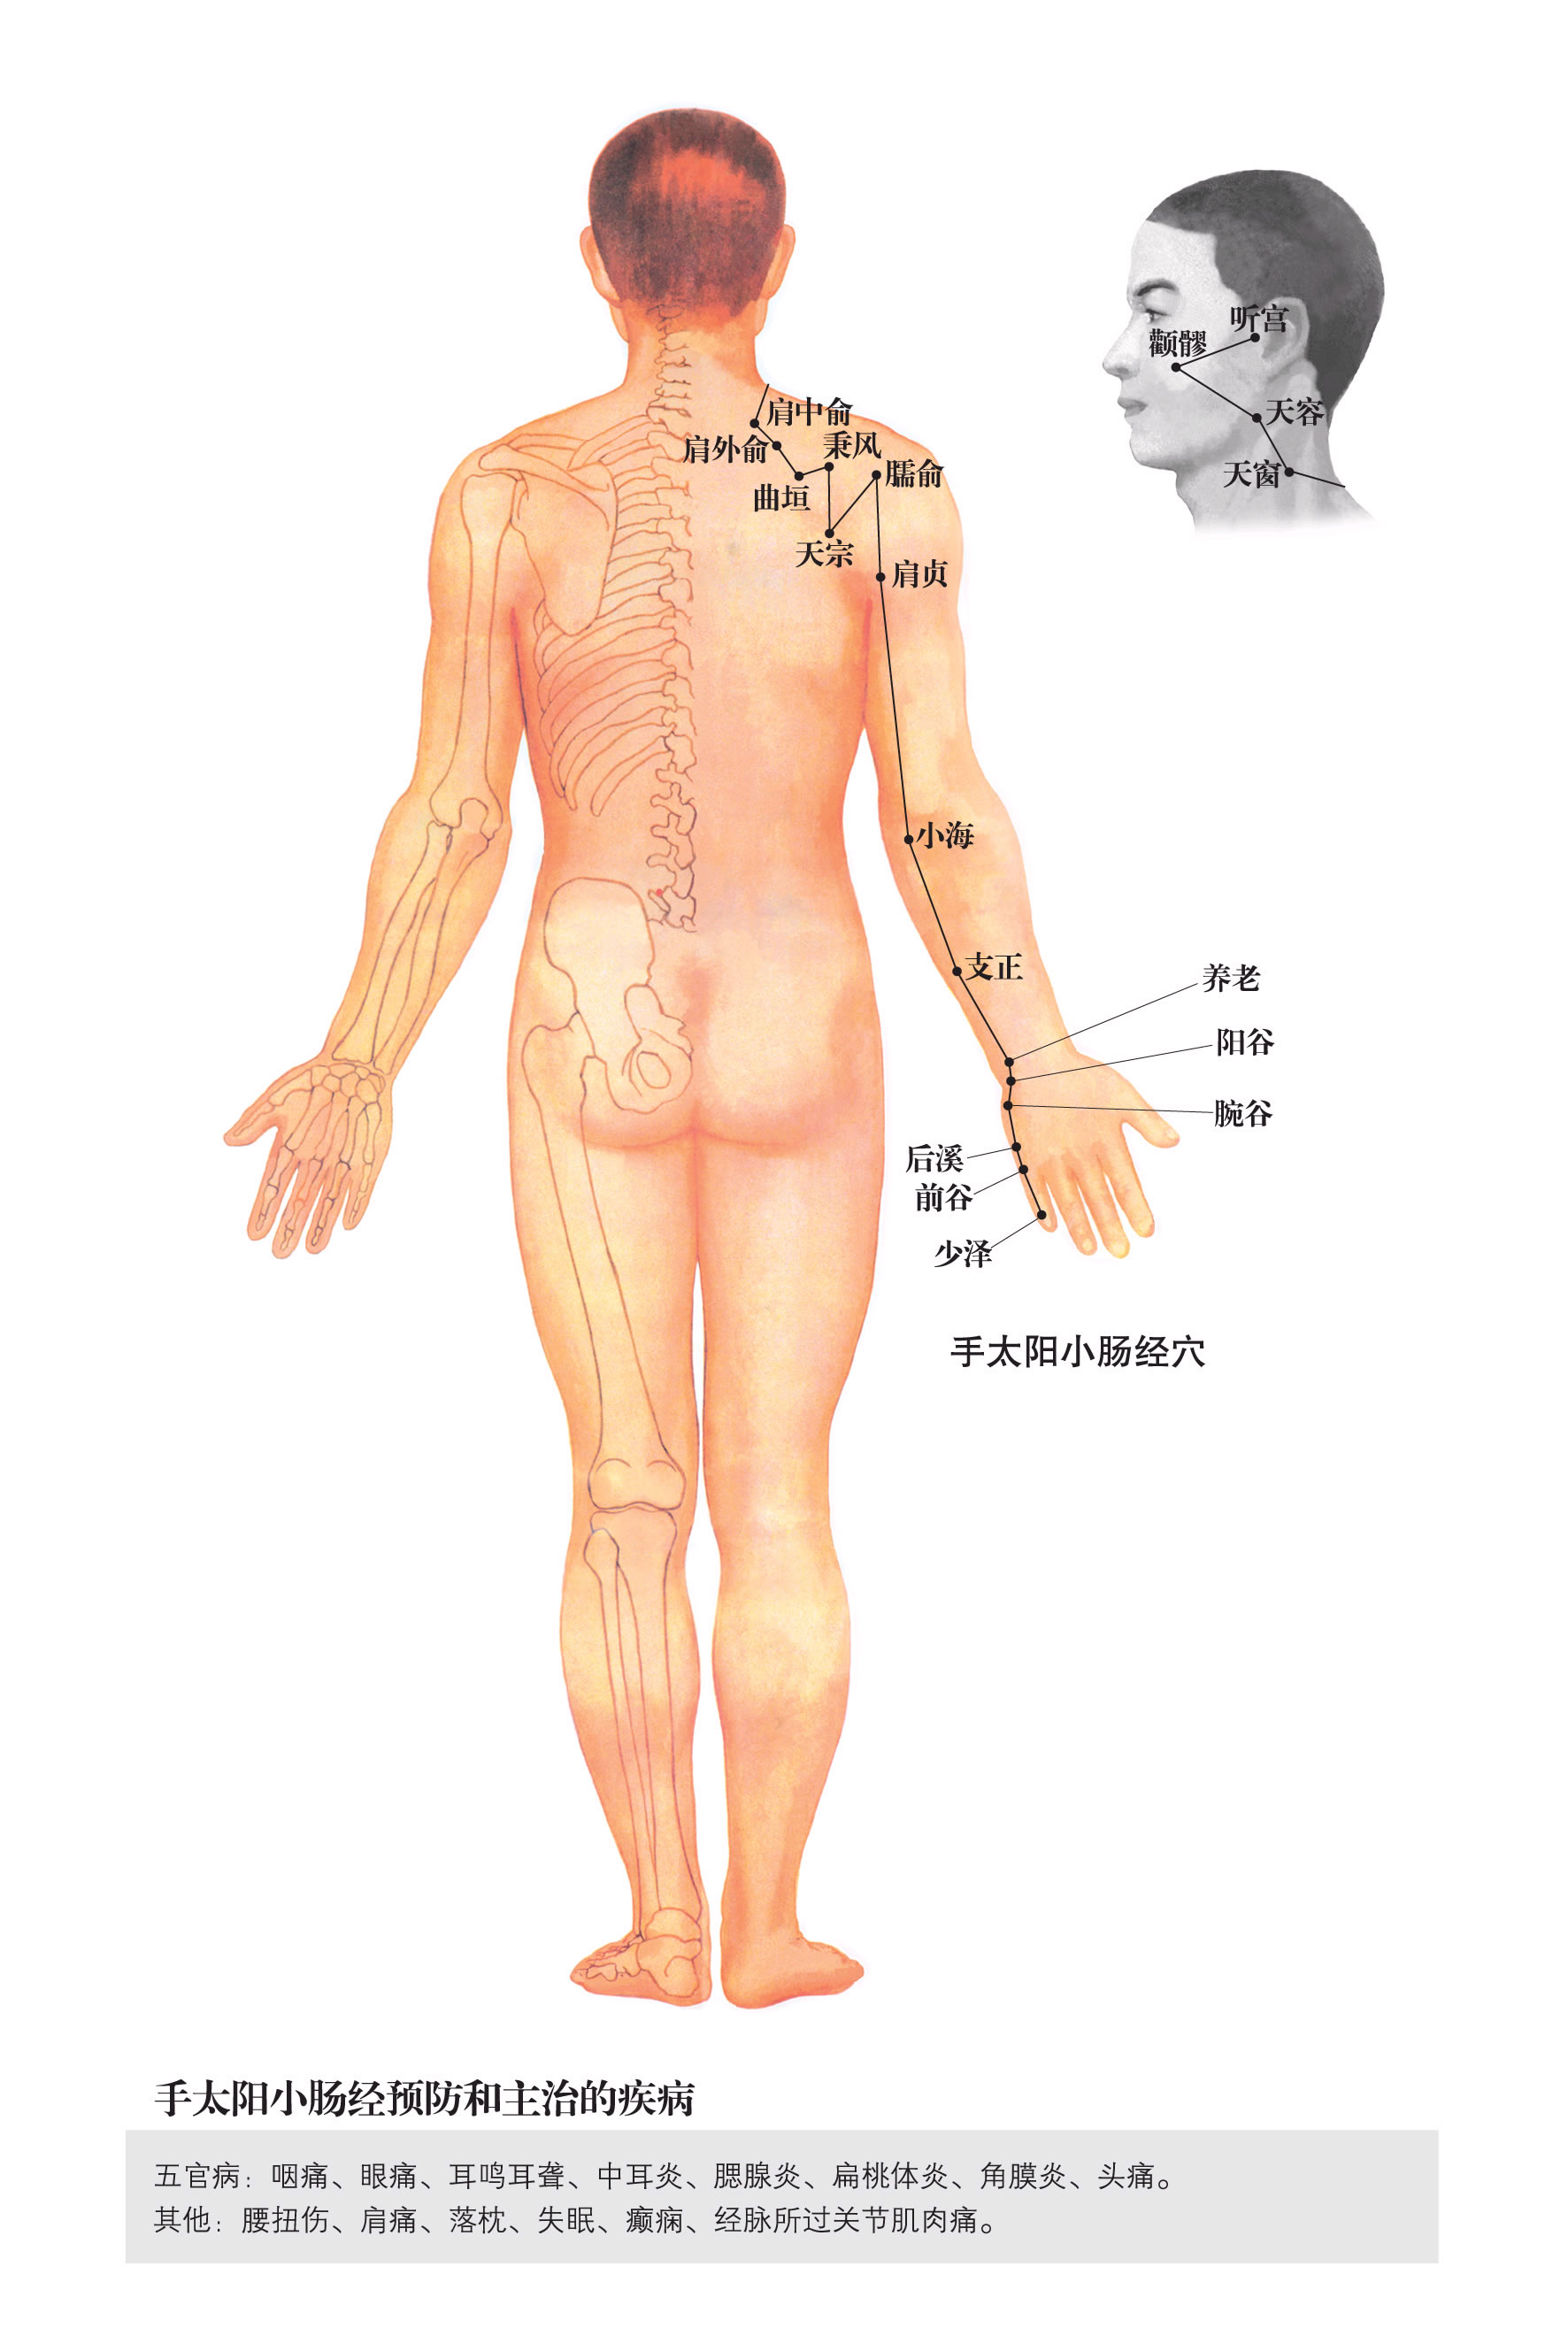 听宫
颧髎
天容
天窗
肩中俞
肩外俞
秉风
曲垣
臑俞
天宗
肩贞
小海
支正
养老
阳谷
腕谷
后溪
前谷
少泽
手太阳小肠经穴
手太阳小肠经预防和主治的疾病
五官病：咽痛、眼痛、耳鸣耳聋、中耳炎、腮腺炎、扁桃体炎、角膜炎、头痛。
其他：腰扭伤、肩痛、落枕、失眠、癫痫、经脉所过关节肌肉痛。